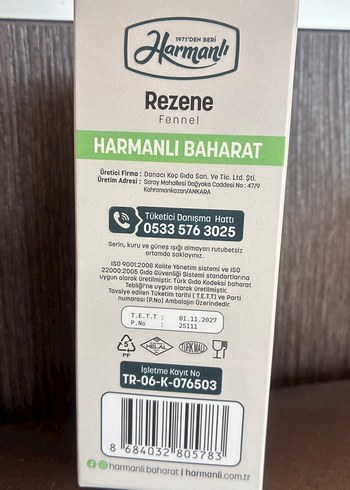 1971'DEN BERİ
Harmanlı
Rezene
Fennel
HARMANLI BAHARAT
Üretici Firma : Danacı Koç Gıda San. Ve Tic. Ltd. Şti.
Üretim Adresi : Saray Mahallesi Dağyaka Caddesi No : 47/9
Kahramankazan/ANKARA
Tüketici Danışma Hattı
0533 576 3025
Serin, kuru ve güneş ışığı almayan rutubetsiz
ortamda saklayınız.
ISO 9001:2008 Kalite Yönetim sistemi ve ISO
22000:2005 Gıda Güvenliği Sistemi standartlarına
uygun olarak üretilmiştir. Türk Gıda Kodeksi baharat
Tebliği'ne uygun olarak üretilmiştir.
Tavsiye edilen Tüketim tarihi ( T.E.T.T ) ve Parti
numarası (P.No) Ambalajın Üzerindedir.
T.E.T.T : 01.11.2027
P.No : 25111
5
PP
HELAL
TÜRK MALI
İşletme Kayıt No
TR-06-K-076503
8 684032 805783
harmanli.baharat | harmanli.com.tr